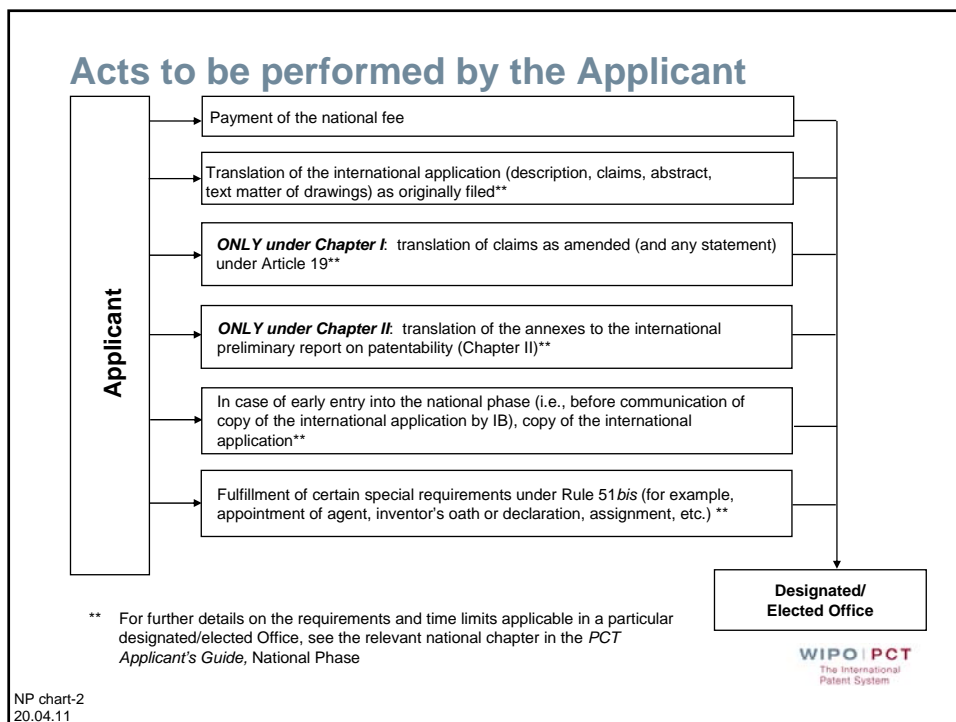 Acts to be performed by the Applicant
Applicant
Payment of the national fee
Translation of the international application (description, claims, abstract,
text matter of drawings) as originally filed**
ONLY under Chapter I: translation of claims as amended (and any statement)
under Article 19**
ONLY under Chapter II: translation of the annexes to the international
preliminary report on patentability (Chapter II)**
In case of early entry into the national phase (i.e., before communication of
copy of the international application by IB), copy of the international
application**
Fulfillment of certain special requirements under Rule 51bis (for example,
appointment of agent, inventor's oath or declaration, assignment, etc.) **
Designated/
Elected Office
** For further details on the requirements and time limits applicable in a particular
designated/elected Office, see the relevant national chapter in the PCT
Applicant's Guide, National Phase
WIPO|PCT
The International
Patent System
NP chart-2
20.04.11